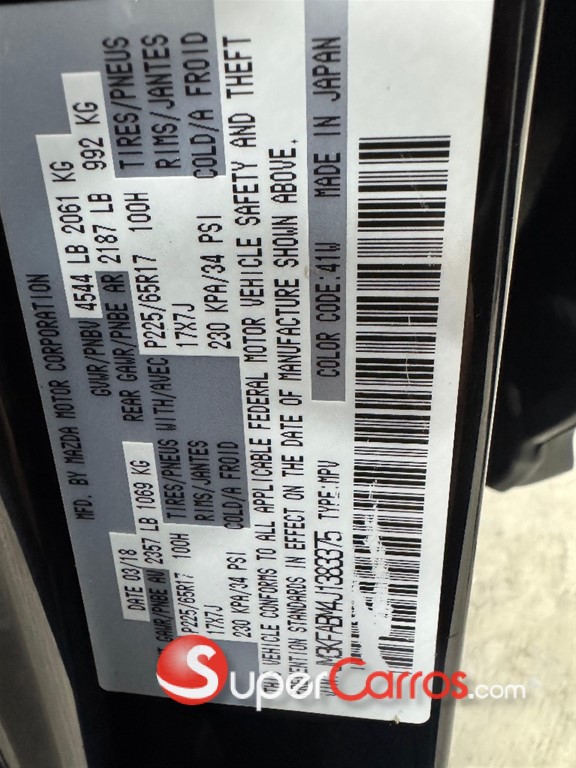 MFD. BY MAZDA MOTOR CORPORATION
DATE 03/18 GVWR/PNBV 4544 LB 2061 KG
GAWR/PNBE AV 2357 LB 1069 KG REAR GAWR/PNBE AR 2187 LB 992 KG
TIRES/PNEUS WITH/AVEC P225/65R17 100H TIRES/PNEUS
P225/65R17 100H
RIMS/JANTES 17X7J RIMS/JANTES
17X7J
COLD/A FROID 230 KPA/34 PSI COLD/A FROID
230 KPA/34 PSI
VEHICLE CONFORMS TO ALL APPLICABLE FEDERAL MOTOR VEHICLE SAFETY AND THEFT
STANDARDS IN EFFECT ON THE DATE OF MANUFACTURE SHOWN ABOVE.
M3KFABM4J1383375 TYPE:MPV COLOR CODE:41W MADE IN JAPAN
SuperCarros.com